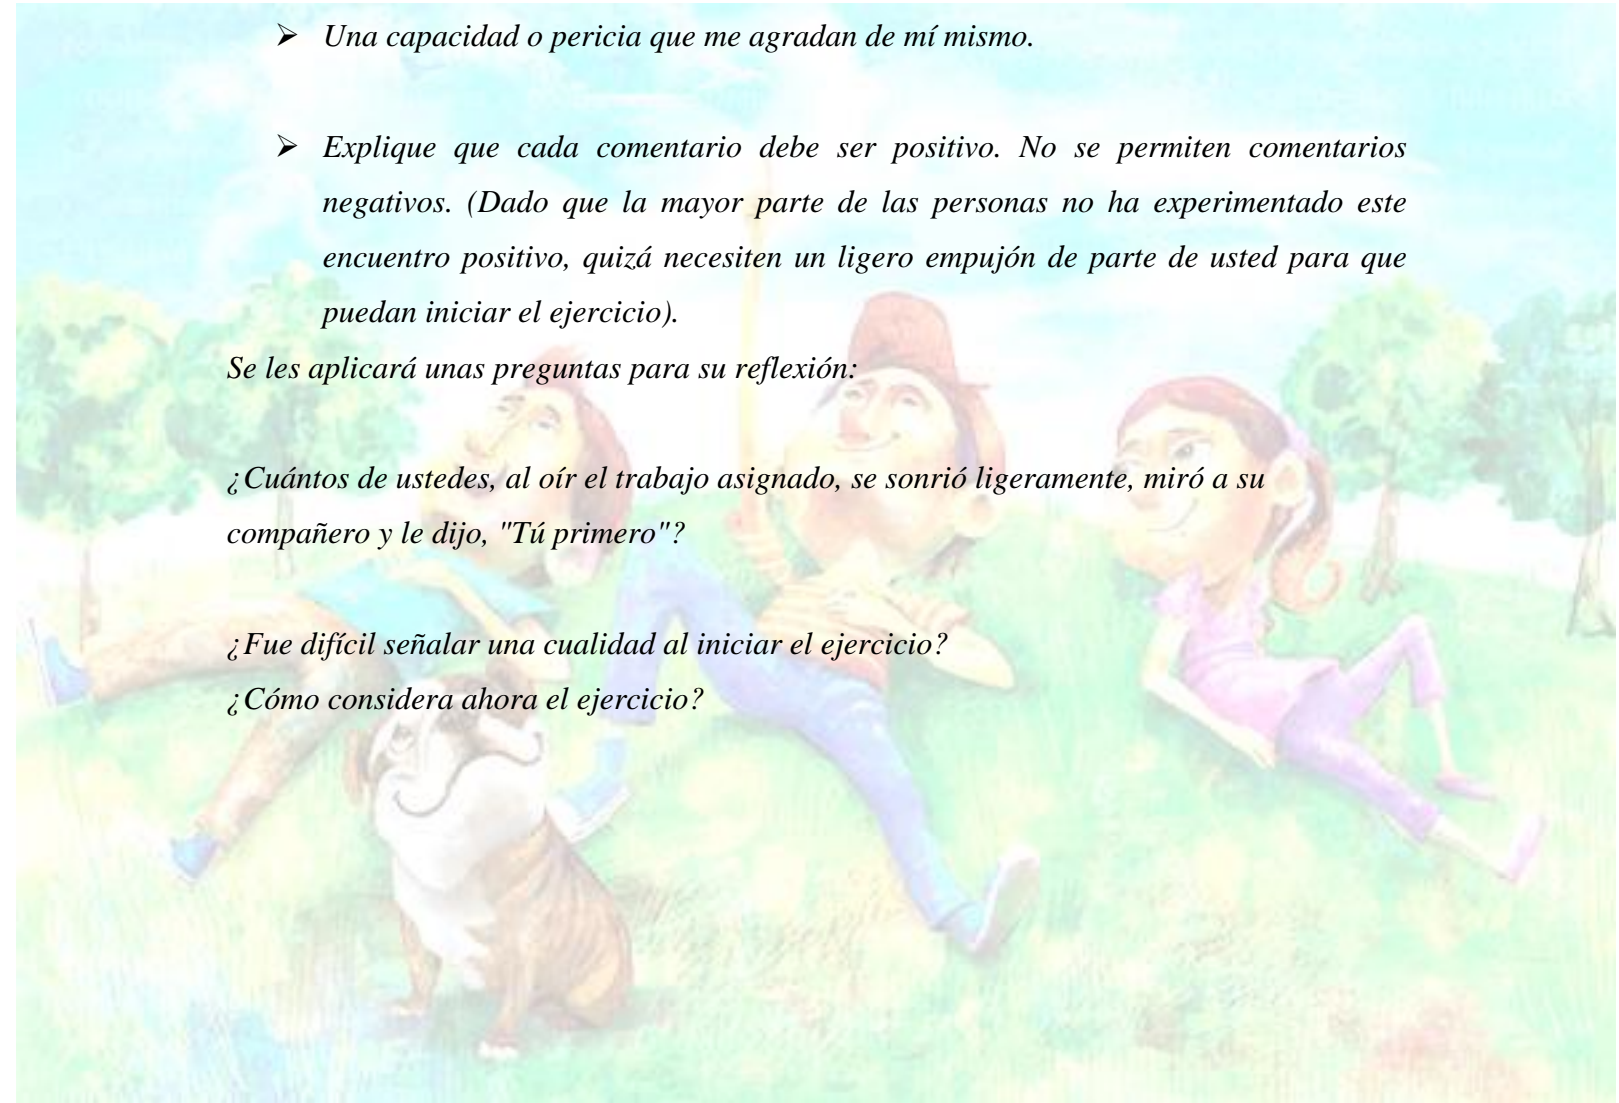 ➢ Una capacidad o pericia que me agradan de mí mismo.
➢ Explique que cada comentario debe ser positivo. No se permiten comentarios
negativos. (Dado que la mayor parte de las personas no ha experimentado este
encuentro positivo, quizá necesiten un ligero empujón de parte de usted para que
puedan iniciar el ejercicio).
Se les aplicará unas preguntas para su reflexión:
¿Cuántos de ustedes, al oír el trabajo asignado, se sonrió ligeramente, miró a su
compañero y le dijo, "Tú primero"?
¿Fue difícil señalar una cualidad al iniciar el ejercicio?
¿Cómo considera ahora el ejercicio?